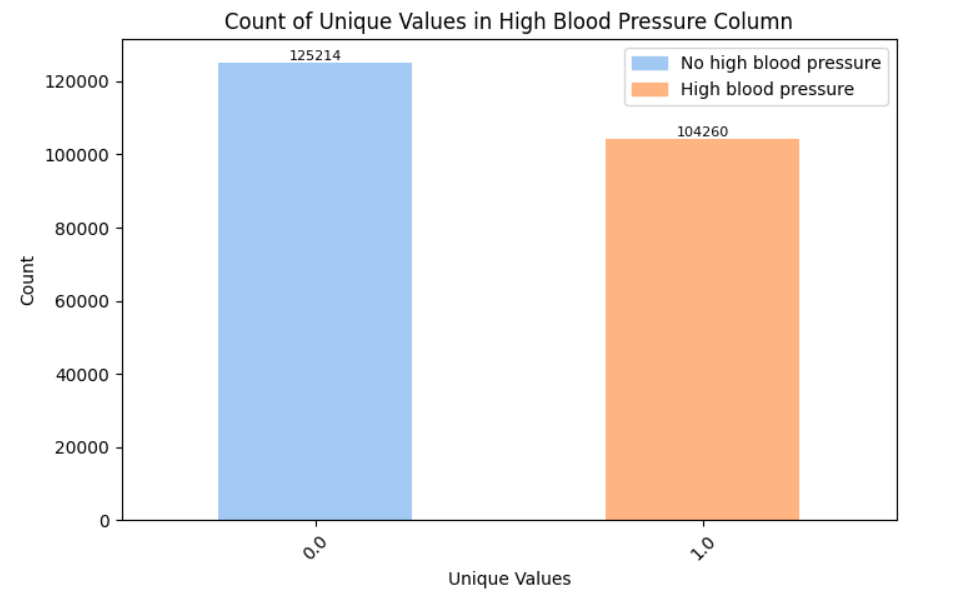 Count of Unique Values in High Blood Pressure Column
125214
No high blood pressure
High blood pressure
104260
120000
100000
80000
60000
40000
20000
0
Count
0.0
1.0
Unique Values